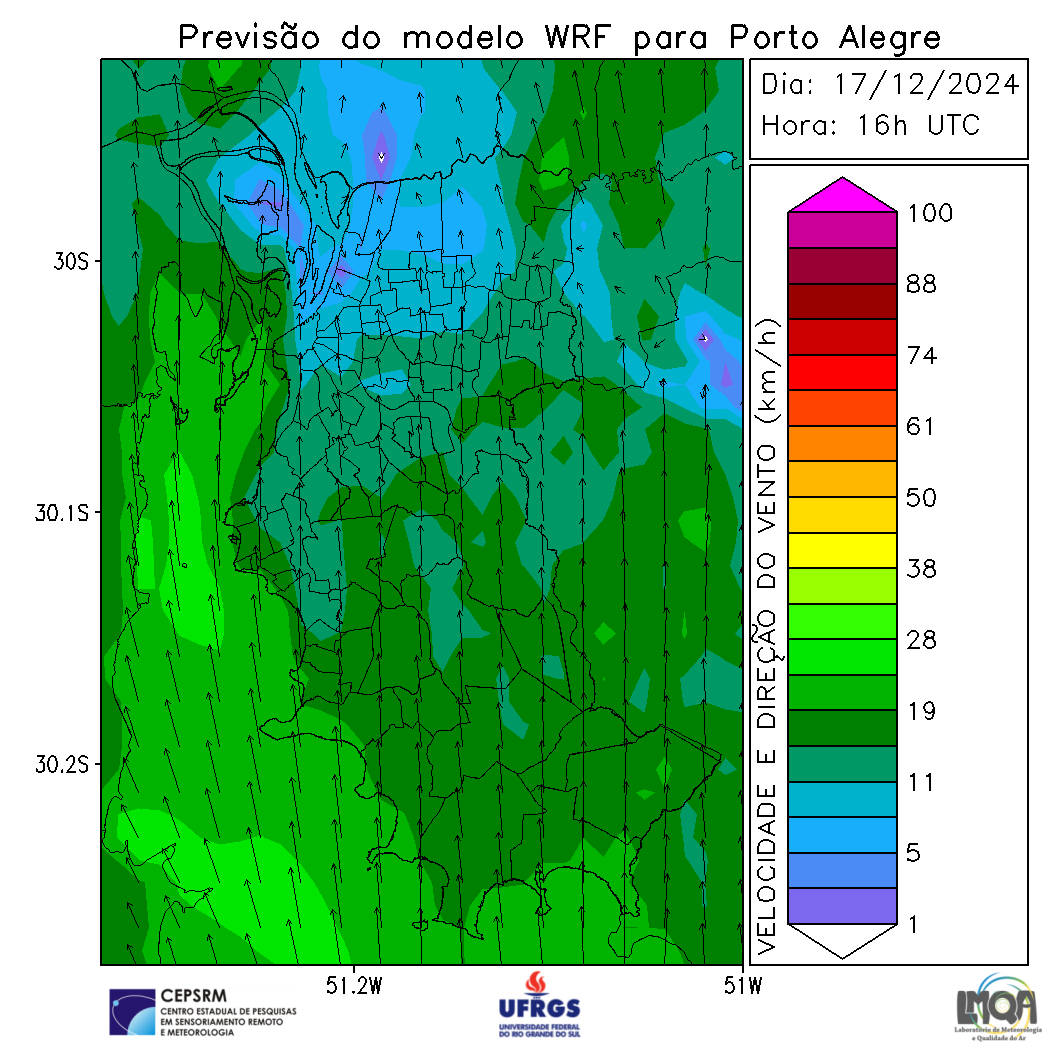 Previsão do modelo WRF para Porto Alegre
Dia: 17/12/2024
Hora: 16h UTC
30S
30.1S
30.2S
51.2W
51W
VELOCIDADE E DIREÇÃO DO VENTO (km/h)
100
88
74
61
50
38
28
19
11
5
1
CEPSRM
CENTRO ESTADUAL DE PESQUISAS
EM SENSORIAMENTO REMOTO
E METEOROLOGIA
UFRGS
UNIVERSIDADE FEDERAL
DO RIO GRANDE DO SUL
LMQA
Laboratório de Meteorologia
e Qualidade do Ar